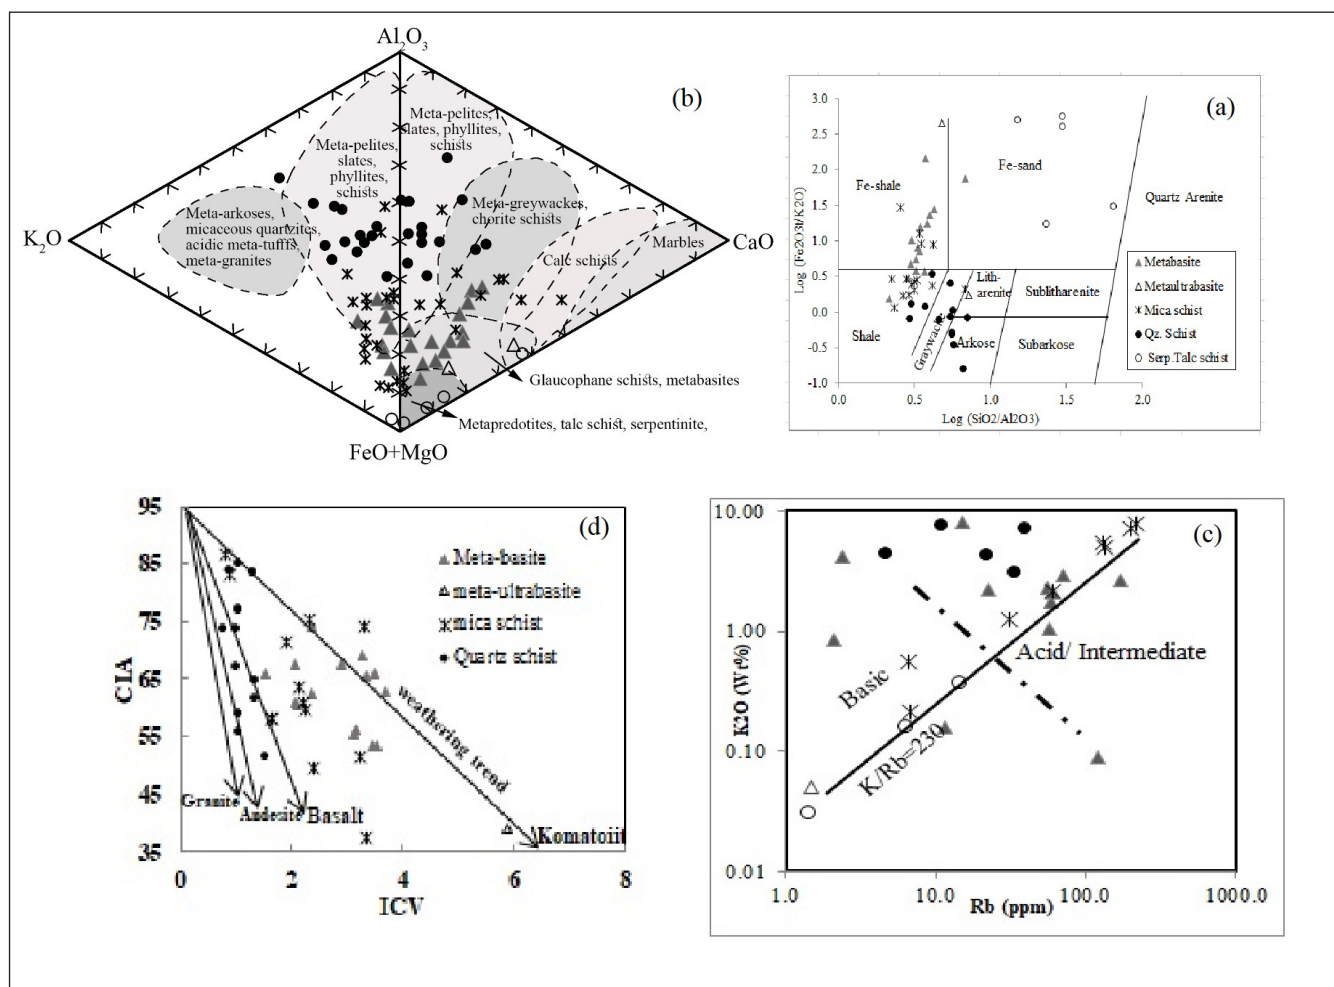 Al2O3
(b)
K2O
CaO
FeO+MgO
Meta-pelites,
slates, phyllites,
schists
Meta-pelites,
slates,
phyllites,
schists
Meta-arkoses,
micaceous quartzites,
acidic meta-tuffs,
meta-granites
Meta-greywackes,
chorite schists
Marbles
Calc schists
Glaucophane schists, metabasites
Metapredotites, talc schist, serpentinite,
(a)
3.0
2.5
2.0
1.5
1.0
0.5
0.0
-0.5
-1.0
0.0
0.5
1.0
1.5
2.0
Log (Fe2O3t/K2O)
Log (SiO2/Al2O3)
Fe-shale
Fe-sand
Quartz Arenite
Shale
Graywacke
Lith-
arenite
Arkose
Sublitharenite
Subarkose
Metabasite
Metaultrabasite
Mica schist
Qz. Schist
Serp.Talc schist
(d)
95
85
75
65
55
45
35
0
2
4
6
8
CIA
ICV
Meta-basite
meta-ultrabasite
mica schist
Quartz schist
weathering trend
Granite
Andesite
Basalt
Komatoiit
(c)
10.00
1.00
0.10
0.01
1.0
10.0
100.0
1000.0
K2O (Wt%)
Rb (ppm)
Basic
Acid/ Intermediate
K/Rb=230